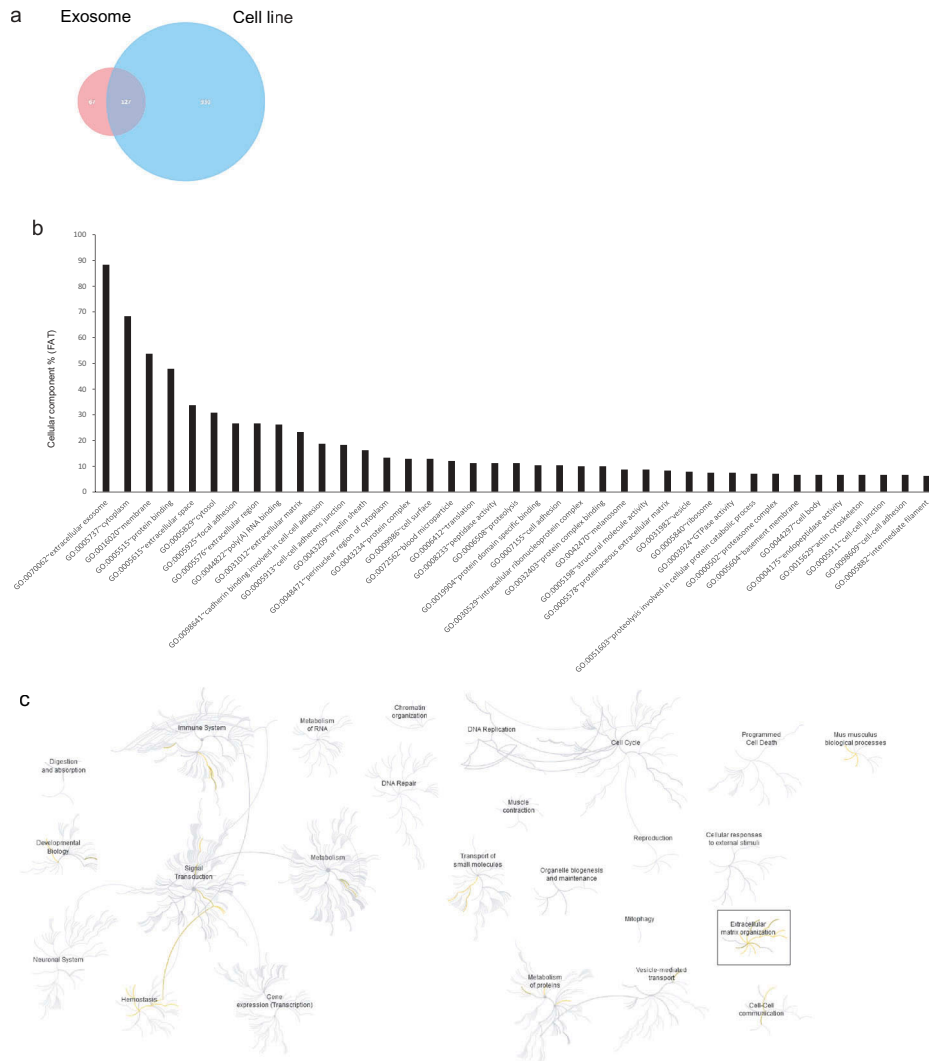 a
Exosome
Cell line
67
127
b
Cellular component % (FAT)
100
90
80
70
60
50
40
30
20
10
0
GO:0070062~extracellular exosome
GO:0005737~cytoplasm
GO:0016020~membrane
GO:0005515~protein binding
GO:0005615~extracellular space
GO:0005829~cytosol
GO:0005925~focal adhesion
GO:0005576~extracellular region
GO:0044822~poly(A) RNA binding
GO:0031012~extracellular matrix
GO:0098641~cadherin binding involved in cell-cell adhesion
GO:0005913~cell-cell adherens junction
GO:0043209~myelin sheath
GO:0048471~perinuclear region of cytoplasm
GO:0043234~protein complex
GO:0009986~cell surface
GO:0072562~blood microparticle
GO:0006412~translation
GO:0008233~peptidase activity
GO:0006508~proteolysis
GO:0019904~protein domain specific binding
GO:0007155~cell adhesion
GO:0030529~intracellular ribonucleoprotein complex
GO:0032403~protein complex binding
GO:0042470~melanosome
GO:0005198~structural molecule activity
GO:0005578~proteinaceous extracellular matrix
GO:0031982~vesicle
GO:0005840~ribosome
GO:0003924~GTPase activity
GO:0051603~proteolysis involved in cellular protein catabolic process
GO:0000502~proteasome complex
GO:0005604~basement membrane
GO:0044297~cell body
GO:0004175~endopeptidase activity
GO:0015629~actin cytoskeleton
GO:0005911~cell-cell junction
GO:0098609~cell-cell adhesion
GO:0005882~intermediate filament
c
Immune System
Metabolism
of RNA
Chromatin
organization
DNA Replication
Cell Cycle
Programmed
Cell Death
Mus musculus
biological processes
Digestion
and absorption
DNA Repair
Muscle
contraction
Developmental
Biology
Signal
Transduction
Metabolism
Transport of
small molecules
Organelle biogenesis
and maintenance
Reproduction
Cellular responses
to external stimuli
Mitophagy
Extracellular
matrix organization
Neuronal System
Hemostasis
Gene
expression (Transcription)
Metabolism
of proteins
Vesicle-mediated
transport
Cell-Cell
communication